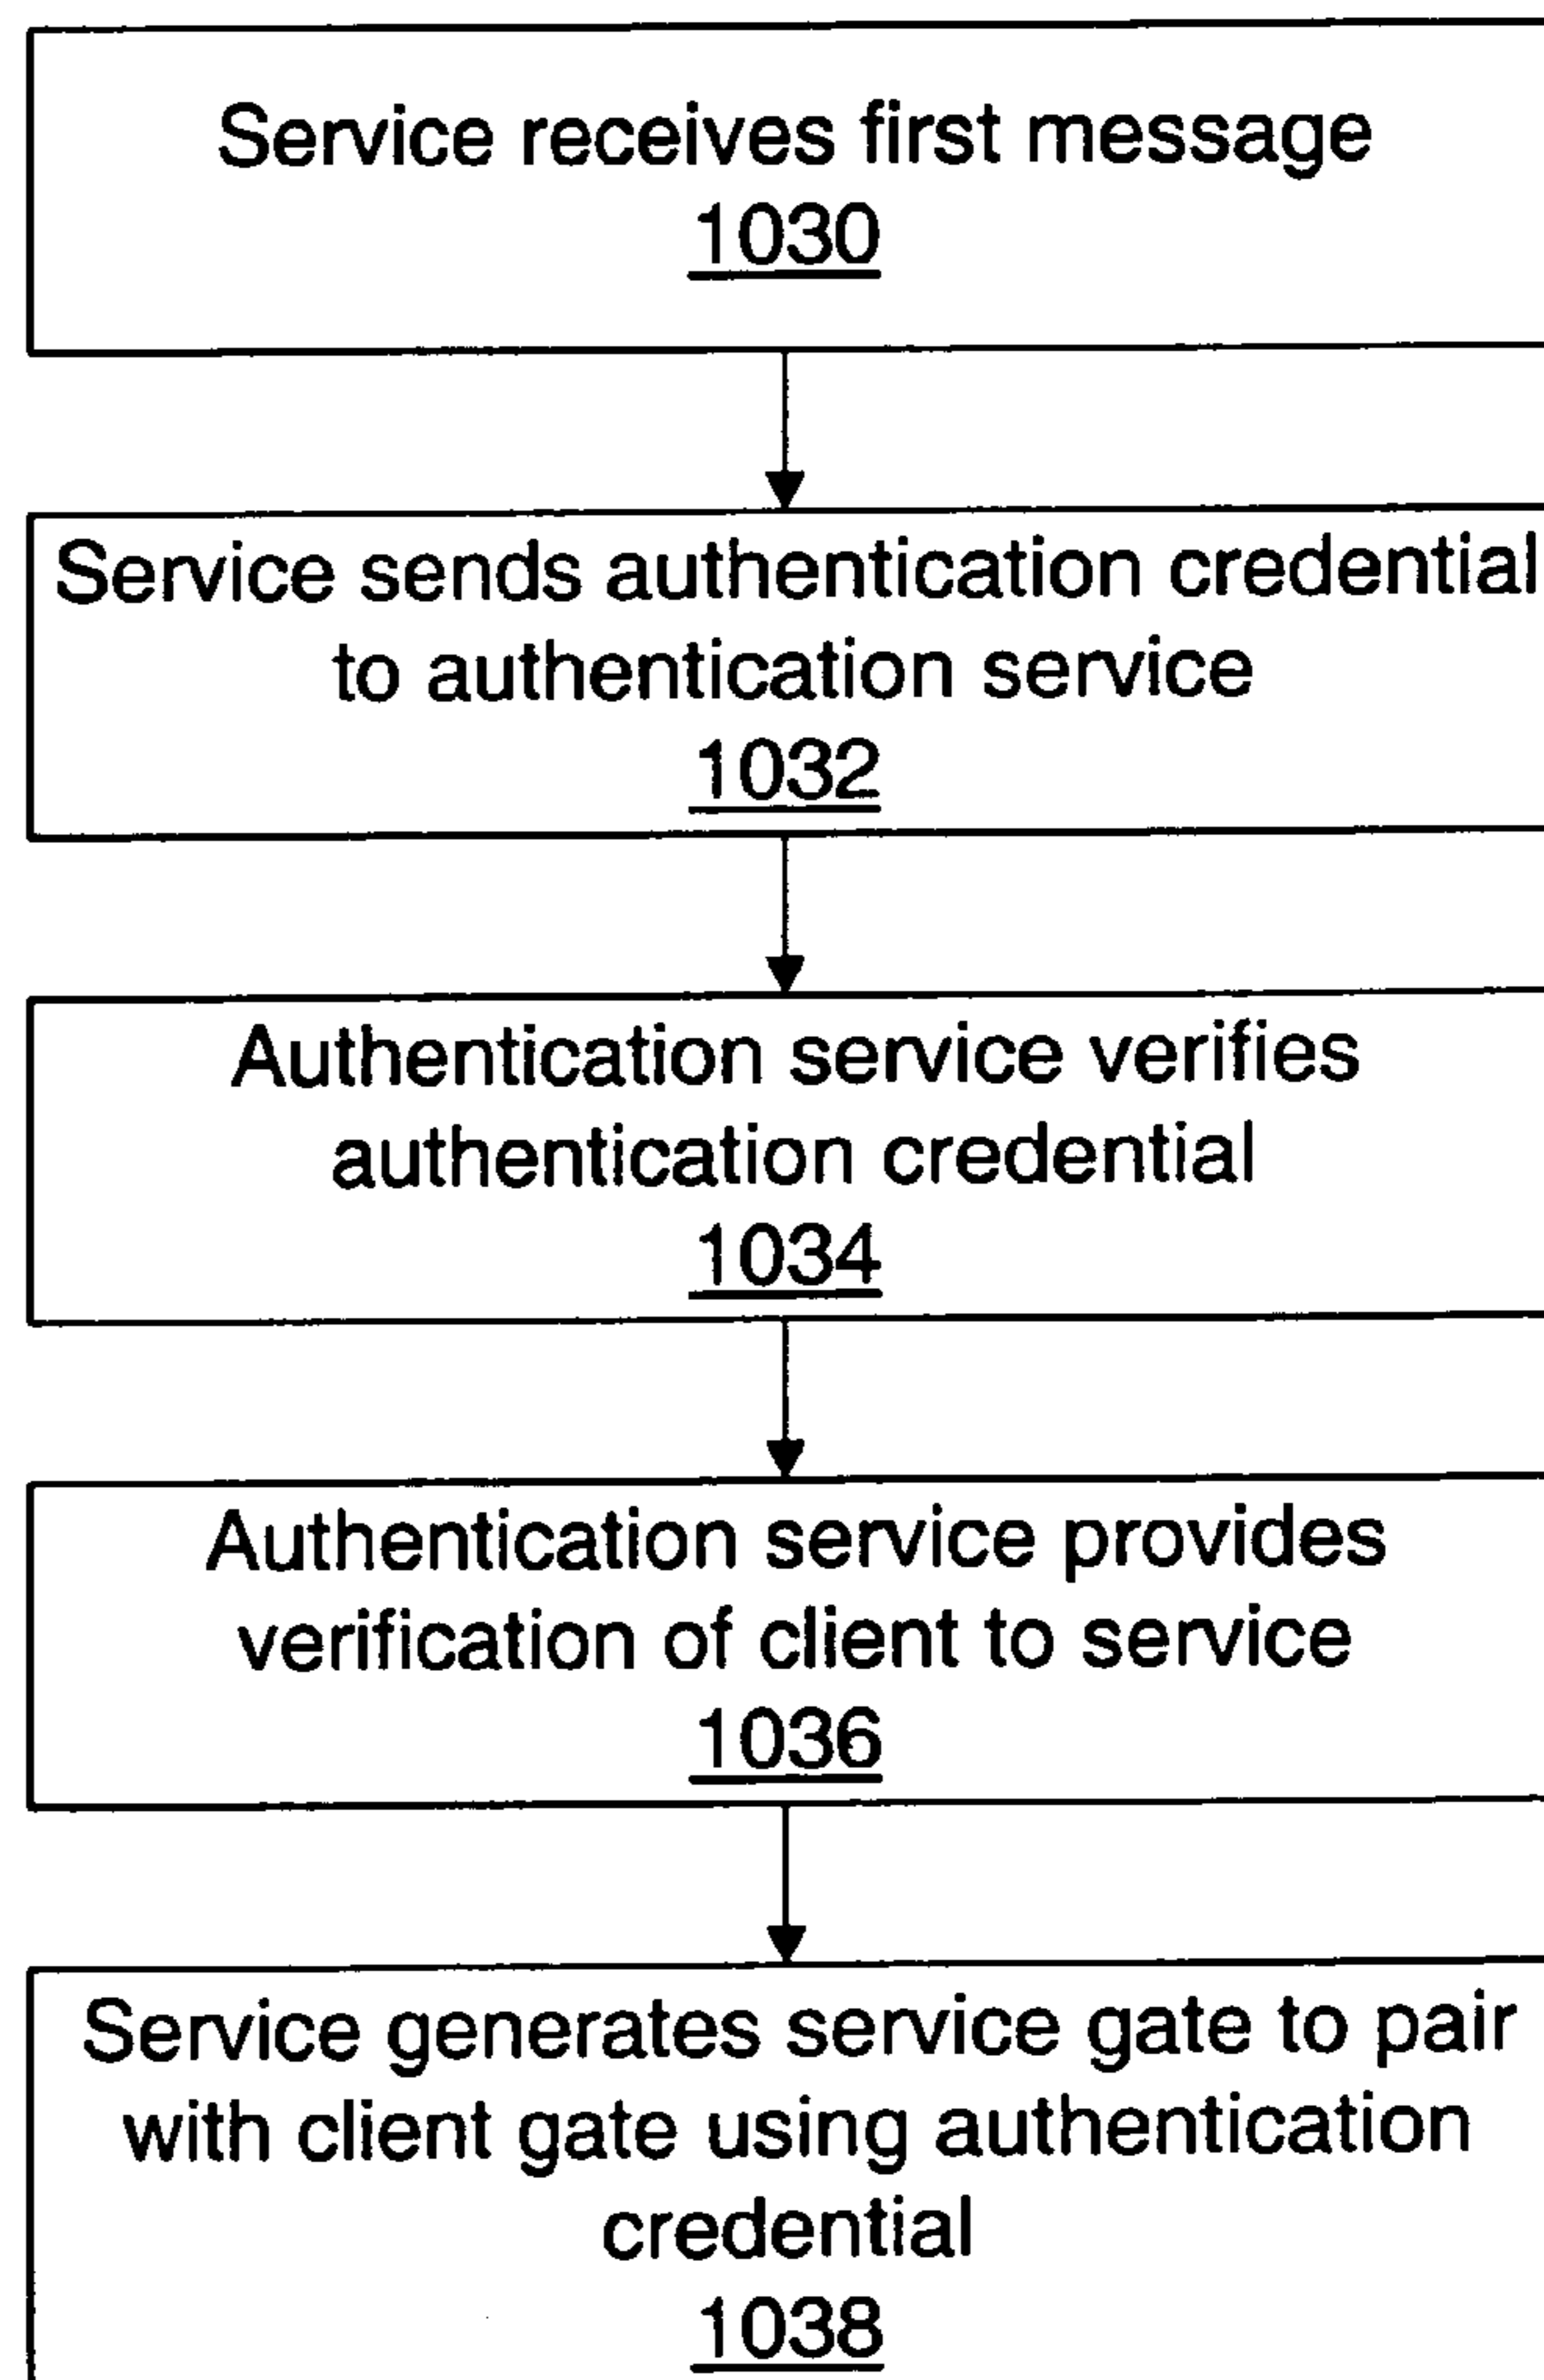 Service receives first message
1030
Service sends authentication credential
to authentication service
1032
Authentication service verifies
authentication credential
1034
Authentication service provides
verification of client to service
1036
Service generates service gate to pair
with client gate using authentication
credential
1038